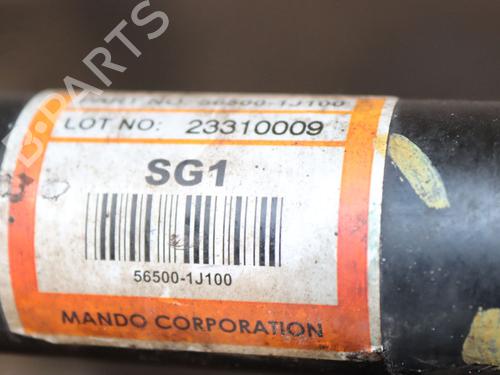 PART NO: 56500-1J100
LOT NO: 23310009
SG1
56500-1J100
MANDO CORPORATION
B-PARTS